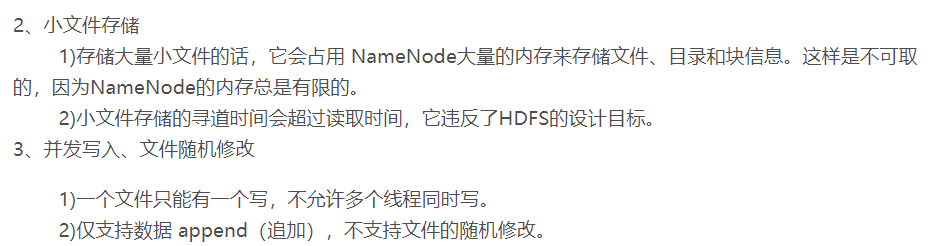 2、小文件存储
1)存储大量小文件的话，它会占用 NameNode大量的内存来存储文件、目录和块信息。这样是不可取
的，因为NameNode的内存总是有限的。
2)小文件存储的寻道时间会超过读取时间，它违反了HDFS的设计目标。
3、并发写入、文件随机修改
1)一个文件只能有一个写，不允许多个线程同时写。
2)仅支持数据 append（追加），不支持文件的随机修改。